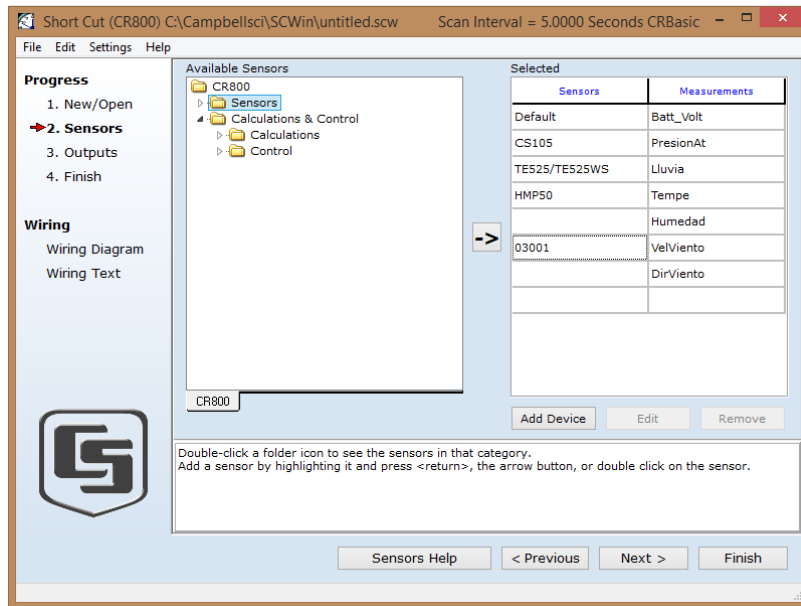 Short Cut (CR800) C:\Campbellsci\SCWin\untitled.scw Scan Interval = 5.0000 Seconds CRBasic
File Edit Settings Help
Progress
1. New/Open
2. Sensors
3. Outputs
4. Finish
Wiring
Wiring Diagram
Wiring Text
Available Sensors
CR800
Sensors
Calculations & Control
Calculations
Control
CR800
->
Selected
Sensors Measurements
Default Batt_Volt
CS105 PresionAt
TE525/TE525WS Lluvia
HMP50 Tempe
Humedad
03001 VelViento
DirViento
Add Device Edit Remove
Double-click a folder icon to see the sensors in that category.
Add a sensor by highlighting it and press <return>, the arrow button, or double click on the sensor.
Sensors Help < Previous Next > Finish